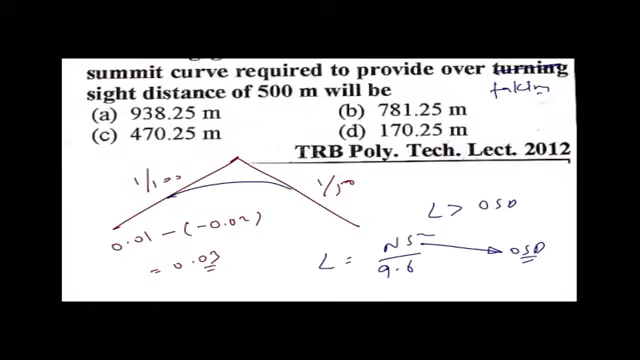 summit curve required to provide over turning
takin
sight distance of 500 m will be
(a) 938.25 m (b) 781.25 m
(c) 470.25 m (d) 170.25 m
TRB Poly. Tech. Lect. 2012
1/100 1/50
0.01 - (-0.02)
= 0.03
L > OSD
L = NS² OSD
9.6